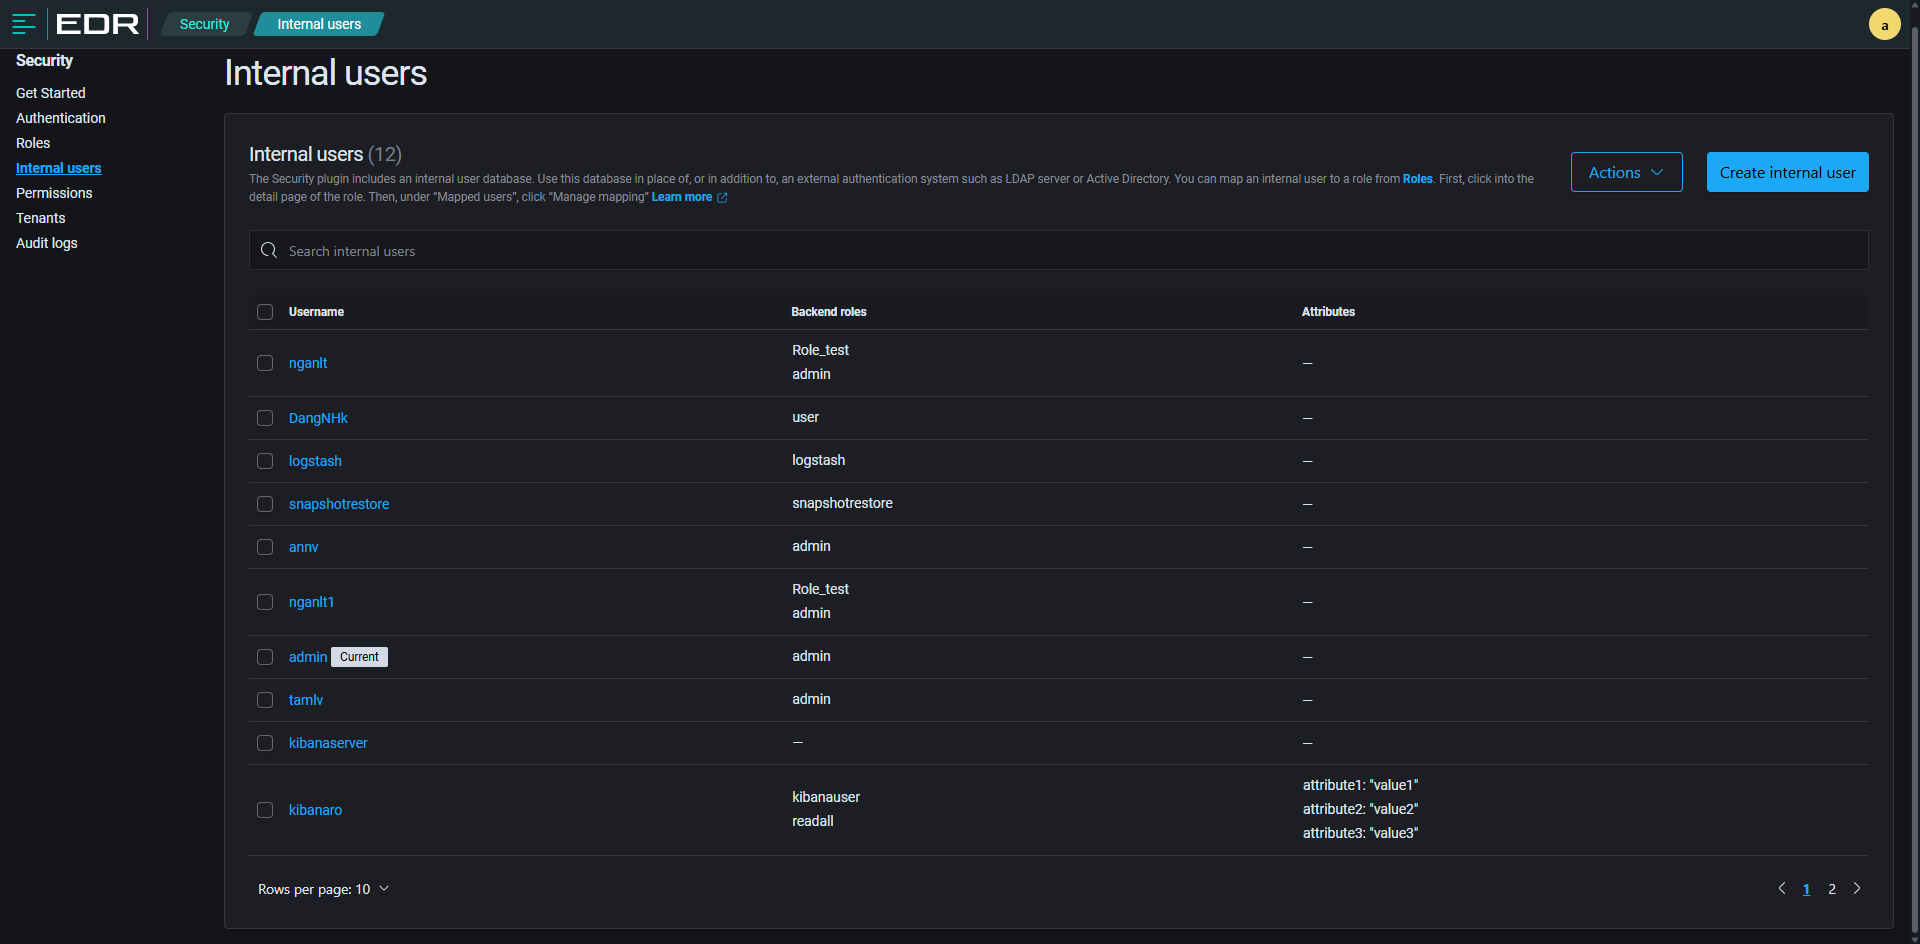 EDR
Security
Internal users
a
Security
Get Started
Authentication
Roles
Internal users
Permissions
Tenants
Audit logs
Internal users
Internal users (12)
The Security plugin includes an internal user database. Use this database in place of, or in addition to, an external authentication system such as LDAP server or Active Directory. You can map an internal user to a role from Roles. First, click into the
detail page of the role. Then, under “Mapped users”, click “Manage mapping” Learn more
Actions
Create internal user
Search internal users
Username Backend roles Attributes
nganlt Role_test —
admin
DangNHk user —
logstash logstash —
snapshotrestore snapshotrestore —
annv admin —
nganlt1 Role_test —
admin
admin Current admin —
tamlv admin —
kibanaserver — —
kibanaro kibanauser attribute1: "value1"
readall attribute2: "value2"
attribute3: "value3"
Rows per page: 10
1 2